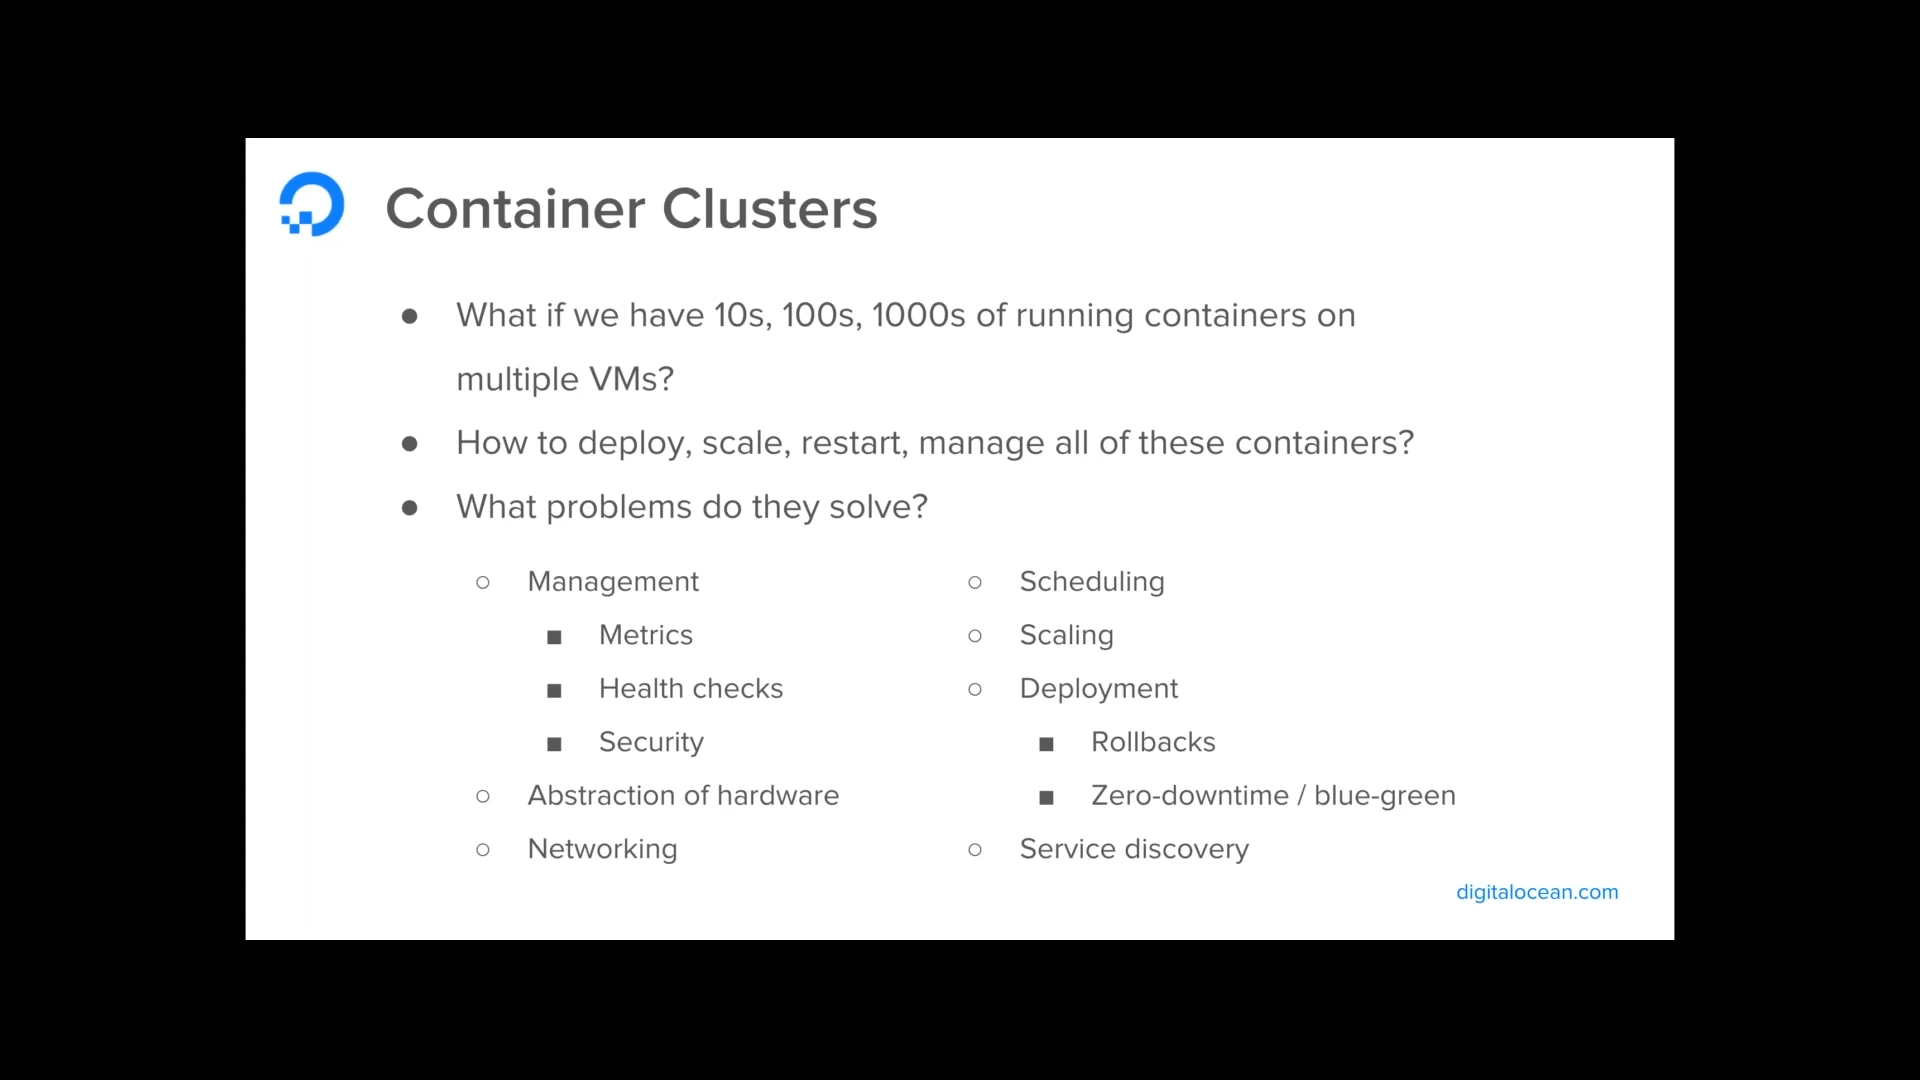 Container Clusters
● What if we have 10s, 100s, 1000s of running containers on
multiple VMs?
● How to deploy, scale, restart, manage all of these containers?
● What problems do they solve?
○ Management
■ Metrics
■ Health checks
■ Security
○ Abstraction of hardware
○ Networking
○ Scheduling
○ Scaling
○ Deployment
■ Rollbacks
■ Zero-downtime / blue-green
○ Service discovery
digitalocean.com